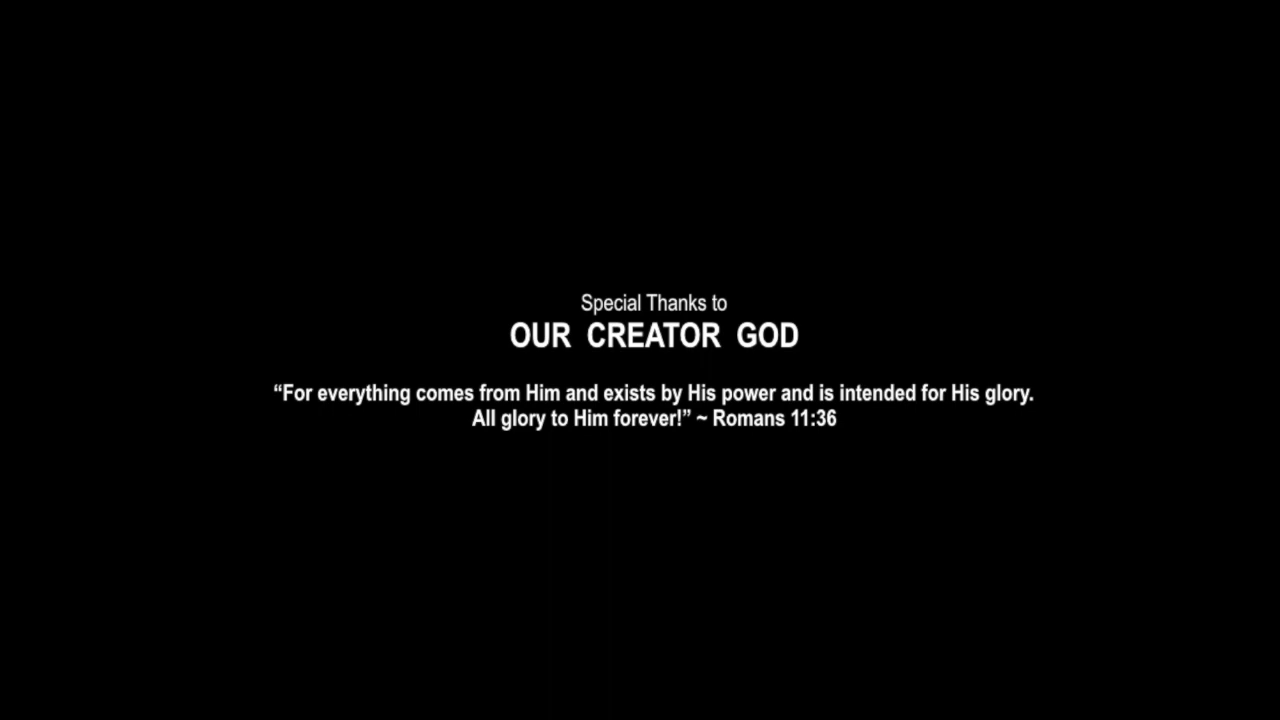 Special Thanks to
OUR CREATOR GOD
“For everything comes from Him and exists by His power and is intended for His glory.
All glory to Him forever!” ~ Romans 11:36